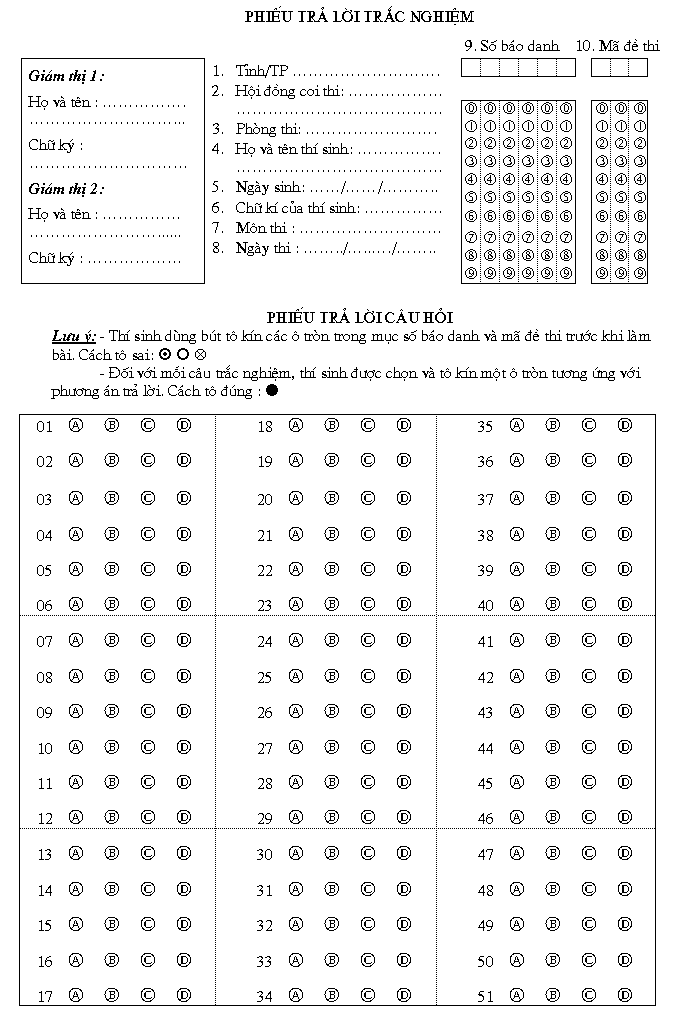 PHIẾU TRẢ LỜI TRẮC NGHIỆM
Giám thị 1 :
Họ và tên : ……………
………………………..
Chữ ký :
…………………………
Giám thị 2 :
Họ và tên : ………….
……………………......
Chữ ký : ………………
1. Tỉnh/TP ………………………
2. Hội đồng coi thi: ………………
…………………………………
3. Phòng thi: ……………………
4. Họ và tên thí sinh: ……………
…………………………………
5. Ngày sinh: ……/……/……….
6. Chữ kí của thí sinh: ……………
7. Môn thi : ………………………
8. Ngày thi : ……../…..…./……..
9. Số báo danh 10. Mã đề thi
⓪ ⓪ ⓪ ⓪ ⓪ ⓪ ⓪ ⓪ ⓪
① ① ① ① ① ① ① ① ①
② ② ② ② ② ② ② ② ②
③ ③ ③ ③ ③ ③ ③ ③ ③
④ ④ ④ ④ ④ ④ ④ ④ ④
⑤ ⑤ ⑤ ⑤ ⑤ ⑤ ⑤ ⑤ ⑤
⑥ ⑥ ⑥ ⑥ ⑥ ⑥ ⑥ ⑥ ⑥
⑦ ⑦ ⑦ ⑦ ⑦ ⑦ ⑦ ⑦ ⑦
⑧ ⑧ ⑧ ⑧ ⑧ ⑧ ⑧ ⑧ ⑧
⑨ ⑨ ⑨ ⑨ ⑨ ⑨ ⑨ ⑨ ⑨
PHIẾU TRẢ LỜI CÂU HỎI
Lưu ý: - Thí sinh dùng bút tô kín các ô tròn trong mục số báo danh và mã đề thi trước khi làm
bài. Cách tô sai: ⊙ ○ ⊗
- Đối với mỗi câu trắc nghiệm, thí sinh được chọn và tô kín một ô tròn tương ứng với
phương án trả lời. Cách tô đúng : ●
01 Ⓐ Ⓑ Ⓒ Ⓓ 18 Ⓐ Ⓑ Ⓒ Ⓓ 35 Ⓐ Ⓑ Ⓒ Ⓓ
02 Ⓐ Ⓑ Ⓒ Ⓓ 19 Ⓐ Ⓑ Ⓒ Ⓓ 36 Ⓐ Ⓑ Ⓒ Ⓓ
03 Ⓐ Ⓑ Ⓒ Ⓓ 20 Ⓐ Ⓑ Ⓒ Ⓓ 37 Ⓐ Ⓑ Ⓒ Ⓓ
04 Ⓐ Ⓑ Ⓒ Ⓓ 21 Ⓐ Ⓑ Ⓒ Ⓓ 38 Ⓐ Ⓑ Ⓒ Ⓓ
05 Ⓐ Ⓑ Ⓒ Ⓓ 22 Ⓐ Ⓑ Ⓒ Ⓓ 39 Ⓐ Ⓑ Ⓒ Ⓓ
06 Ⓐ Ⓑ Ⓒ Ⓓ 23 Ⓐ Ⓑ Ⓒ Ⓓ 40 Ⓐ Ⓑ Ⓒ Ⓓ
07 Ⓐ Ⓑ Ⓒ Ⓓ 24 Ⓐ Ⓑ Ⓒ Ⓓ 41 Ⓐ Ⓑ Ⓒ Ⓓ
08 Ⓐ Ⓑ Ⓒ Ⓓ 25 Ⓐ Ⓑ Ⓒ Ⓓ 42 Ⓐ Ⓑ Ⓒ Ⓓ
09 Ⓐ Ⓑ Ⓒ Ⓓ 26 Ⓐ Ⓑ Ⓒ Ⓓ 43 Ⓐ Ⓑ Ⓒ Ⓓ
10 Ⓐ Ⓑ Ⓒ Ⓓ 27 Ⓐ Ⓑ Ⓒ Ⓓ 44 Ⓐ Ⓑ Ⓒ Ⓓ
11 Ⓐ Ⓑ Ⓒ Ⓓ 28 Ⓐ Ⓑ Ⓒ Ⓓ 45 Ⓐ Ⓑ Ⓒ Ⓓ
12 Ⓐ Ⓑ Ⓒ Ⓓ 29 Ⓐ Ⓑ Ⓒ Ⓓ 46 Ⓐ Ⓑ Ⓒ Ⓓ
13 Ⓐ Ⓑ Ⓒ Ⓓ 30 Ⓐ Ⓑ Ⓒ Ⓓ 47 Ⓐ Ⓑ Ⓒ Ⓓ
14 Ⓐ Ⓑ Ⓒ Ⓓ 31 Ⓐ Ⓑ Ⓒ Ⓓ 48 Ⓐ Ⓑ Ⓒ Ⓓ
15 Ⓐ Ⓑ Ⓒ Ⓓ 32 Ⓐ Ⓑ Ⓒ Ⓓ 49 Ⓐ Ⓑ Ⓒ Ⓓ
16 Ⓐ Ⓑ Ⓒ Ⓓ 33 Ⓐ Ⓑ Ⓒ Ⓓ 50 Ⓐ Ⓑ Ⓒ Ⓓ
17 Ⓐ Ⓑ Ⓒ Ⓓ 34 Ⓐ Ⓑ Ⓒ Ⓓ 51 Ⓐ Ⓑ Ⓒ Ⓓ